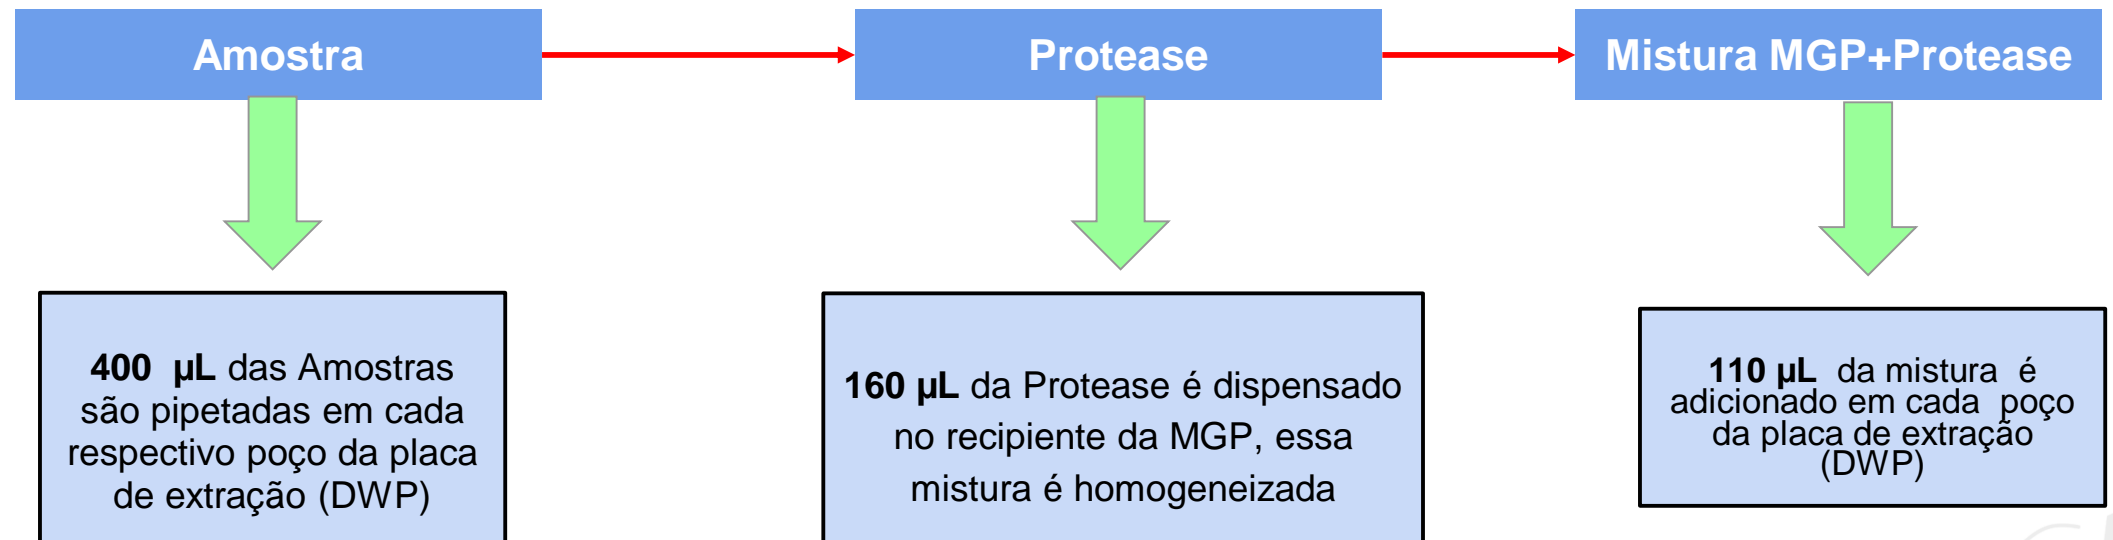 Amostra
Protease
Mistura MGP+Protease
400 µL das Amostras
são pipetadas em cada
respectivo poço da placa
de extração (DWP)
160 µL da Protease é dispensado
no recipiente da MGP, essa
mistura é homogeneizada
110 µL da mistura é
adicionado em cada poço
da placa de extração
(DWP)